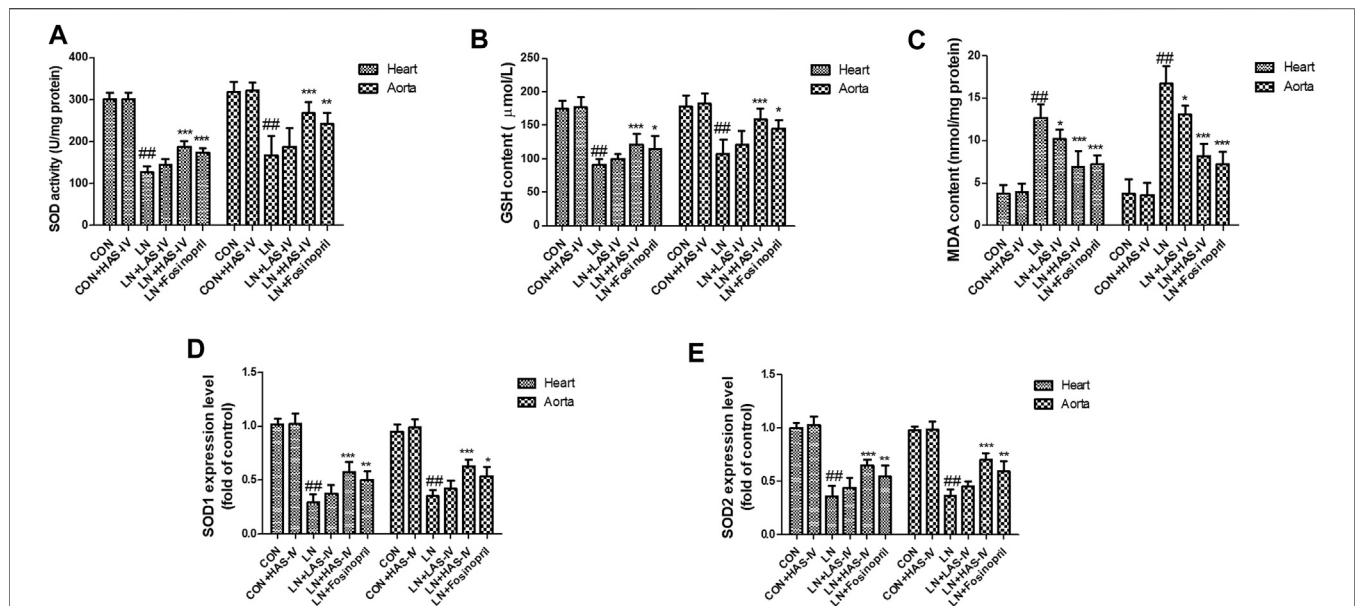 A
SOD activity (U/mg protein)
400
300
200
100
0
##
***
***
##
***
**
CON
CON+HAS-IV
LN
LN+LAS-IV
LN+HAS-IV
LN+Fosinopril
CON
CON+HAS-IV
LN
LN+LAS-IV
LN+HAS-IV
LN+Fosinopril
Heart
Aorta
B
GSH content ( μmol/L)
250
200
150
100
50
0
##
***
*
##
***
*
CON
CON+HAS-IV
LN
LN+LAS-IV
LN+HAS-IV
LN+Fosinopril
CON
CON+HAS-IV
LN
LN+LAS-IV
LN+HAS-IV
LN+Fosinopril
Heart
Aorta
C
MDA content (nmol/mg protein)
20
15
10
5
0
##
*
***
***
##
*
***
***
CON
CON+HAS-IV
LN
LN+LAS-IV
LN+HAS-IV
LN+Fosinopril
CON
CON+HAS-IV
LN
LN+LAS-IV
LN+HAS-IV
LN+Fosinopril
Heart
Aorta
D
SOD1 expression level
(fold of control)
1.5
1.0
0.5
0.0
##
***
**
##
***
*
CON
CON+HAS-IV
LN
LN+LAS-IV
LN+HAS-IV
LN+Fosinopril
CON
CON+HAS-IV
LN
LN+LAS-IV
LN+HAS-IV
LN+Fosinopril
Heart
Aorta
E
SOD2 expression level
(fold of control)
1.5
1.0
0.5
0.0
##
***
**
##
***
**
CON
CON+HAS-IV
LN
LN+LAS-IV
LN+HAS-IV
LN+Fosinopril
CON
CON+HAS-IV
LN
LN+LAS-IV
LN+HAS-IV
LN+Fosinopril
Heart
Aorta